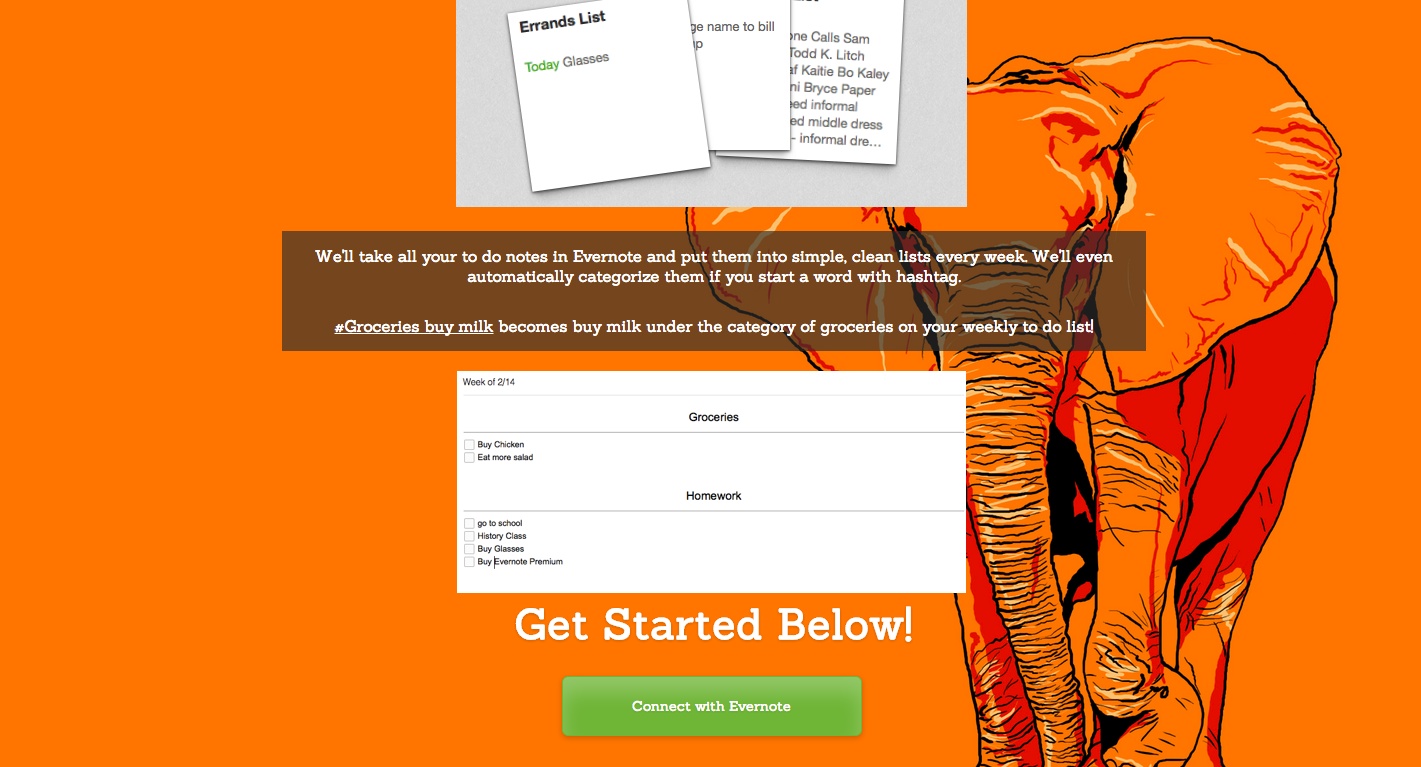 Errands List
Today Glasses
ge name to bill
up
one Calls Sam
Todd K. Litch
af Kaitie Bo Kaley
ni Bryce Paper
eed informal
ed middle dress
- informal dre...
We'll take all your to do notes in Evernote and put them into simple, clean lists every week. We'll even
automatically categorize them if you start a word with hashtag.
#Groceries buy milk becomes buy milk under the category of groceries on your weekly to do list!
Week of 2/14
Groceries
Buy Chicken
Eat more salad
Homework
go to school
History Class
Buy Glasses
Buy Evernote Premium
Get Started Below!
Connect with Evernote